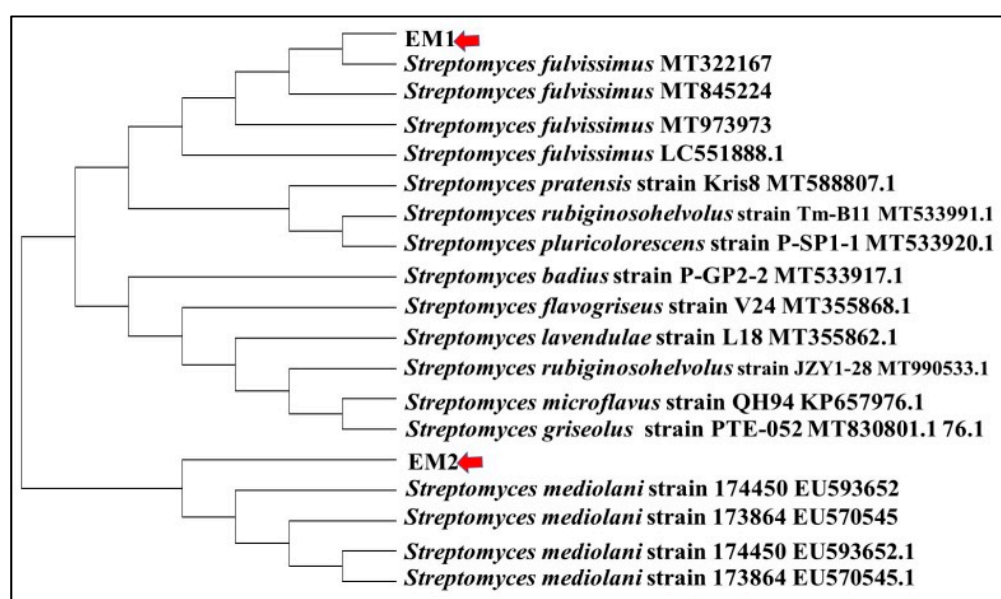 EM1
Streptomyces fulvissimus MT322167
Streptomyces fulvissimus MT845224
Streptomyces fulvissimus MT973973
Streptomyces fulvissimus LC551888.1
Streptomyces pratensis strain Kris8 MT588807.1
Streptomyces rubiginosohelvolus strain Tm-B11 MT533991.1
Streptomyces pluricolorescens strain P-SP1-1 MT533920.1
Streptomyces badius strain P-GP2-2 MT533917.1
Streptomyces flavogriseus strain V24 MT355868.1
Streptomyces lavendulae strain L18 MT355862.1
Streptomyces rubiginosohelvolus strain JZY1-28 MT990533.1
Streptomyces microflavus strain QH94 KP657976.1
Streptomyces griseolus strain PTE-052 MT830801.1 76.1
EM2
Streptomyces mediolani strain 174450 EU593652
Streptomyces mediolani strain 173864 EU570545
Streptomyces mediolani strain 174450 EU593652.1
Streptomyces mediolani strain 173864 EU570545.1